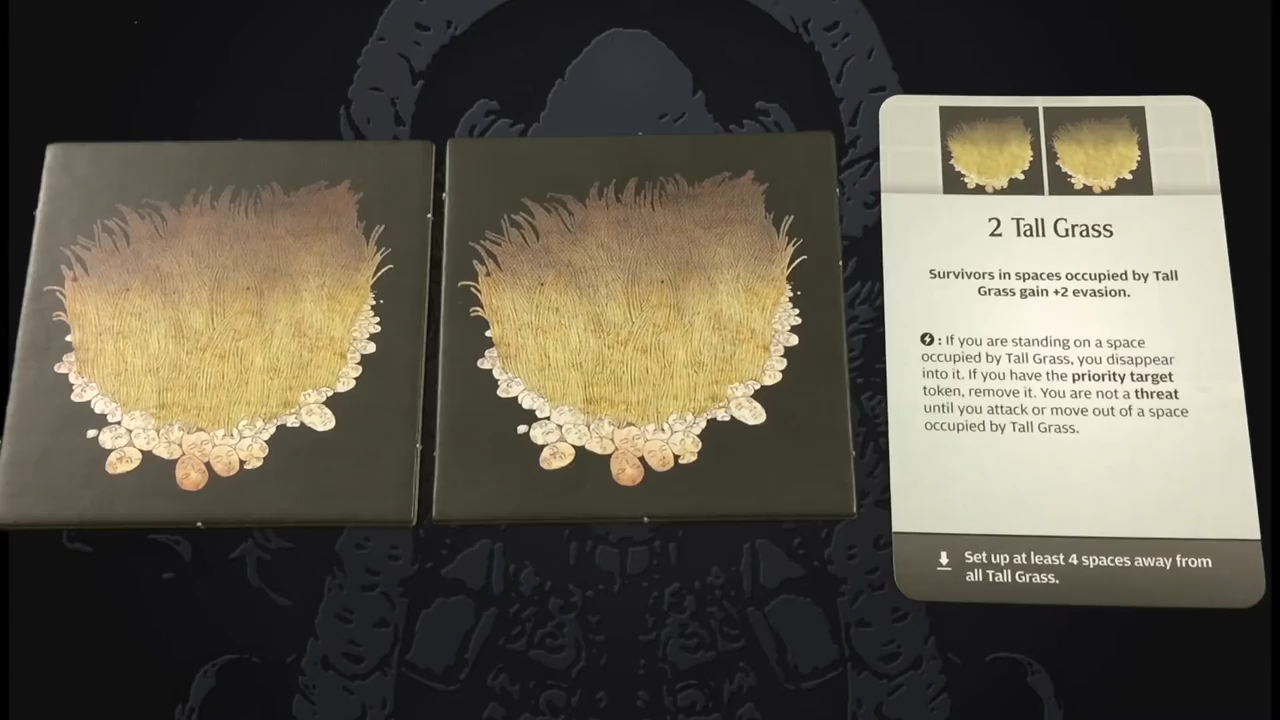 2 Tall Grass
Survivors in spaces occupied by Tall
Grass gain +2 evasion.
: If you are standing on a space
occupied by Tall Grass, you disappear
into it. If you have the priority target
token, remove it. You are not a threat
until you attack or move out of a space
occupied by Tall Grass.
Set up at least 4 spaces away from
all Tall Grass.